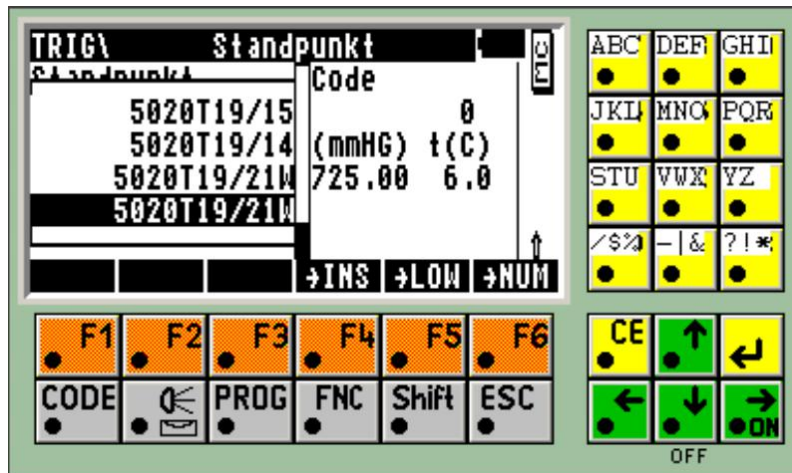 TRIG\ Standpunkt
Standpunkt
Code
5020T19/15 0
5020T19/14 (mmHG) t(C)
5020T19/21W 725.00 6.0
5020T19/21W
→INS →LOW →NUM
F1 F2 F3 F4 F5 F6
CODE PROG FNC Shift ESC
ABC DEF GHI
JKL MNO PQR
STU VWX YZ
/$% -|& ?!*
CE
ON
OFF